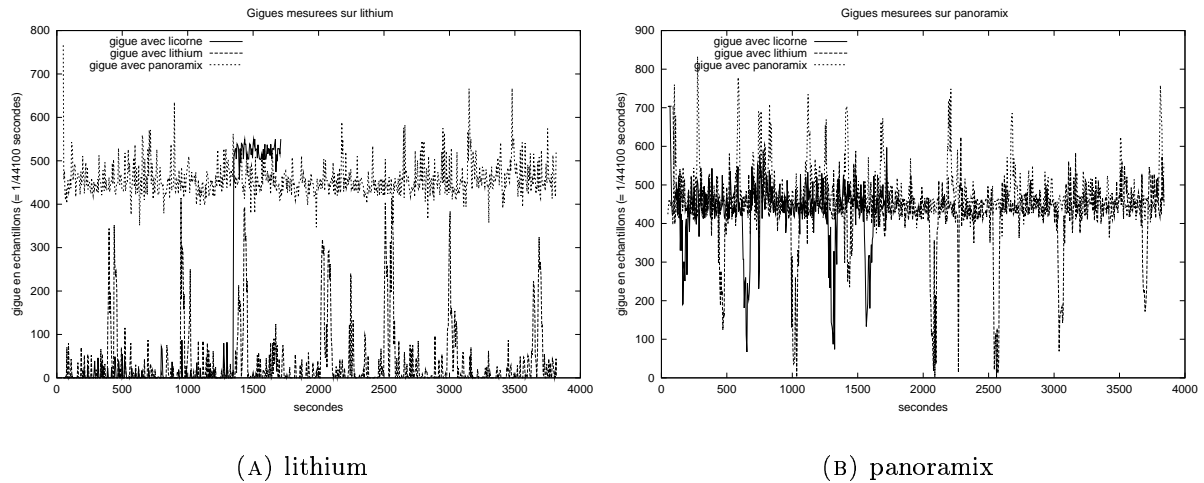 Gigues mesurees sur lithium
gigue en echantillons (= 1/44100 secondes)
800
700
600
500
400
300
200
100
0
gigue avec licorne
gigue avec lithium
gigue avec panoramix
0 500 1000 1500 2000 2500 3000 3500 4000
secondes
(A) lithium
Gigues mesurees sur panoramix
gigue en echantillons (= 1/44100 secondes)
900
800
700
600
500
400
300
200
100
0
gigue avec licorne
gigue avec lithium
gigue avec panoramix
0 500 1000 1500 2000 2500 3000 3500 4000
secondes
(B) panoramix